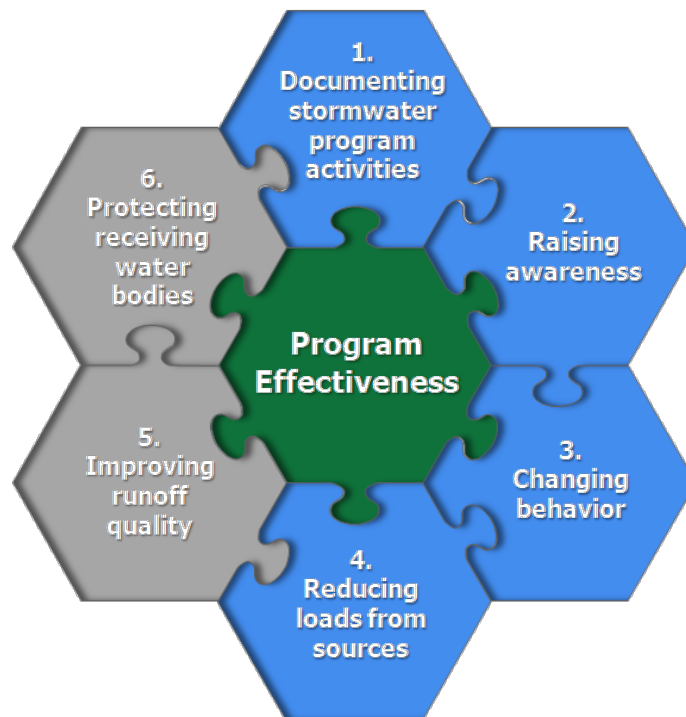 1.
Documenting
stormwater
program
activities
2.
Raising
awareness
3.
Changing
behavior
4.
Reducing
loads from
sources
5.
Improving
runoff
quality
6.
Protecting
receiving
water
bodies
Program
Effectiveness